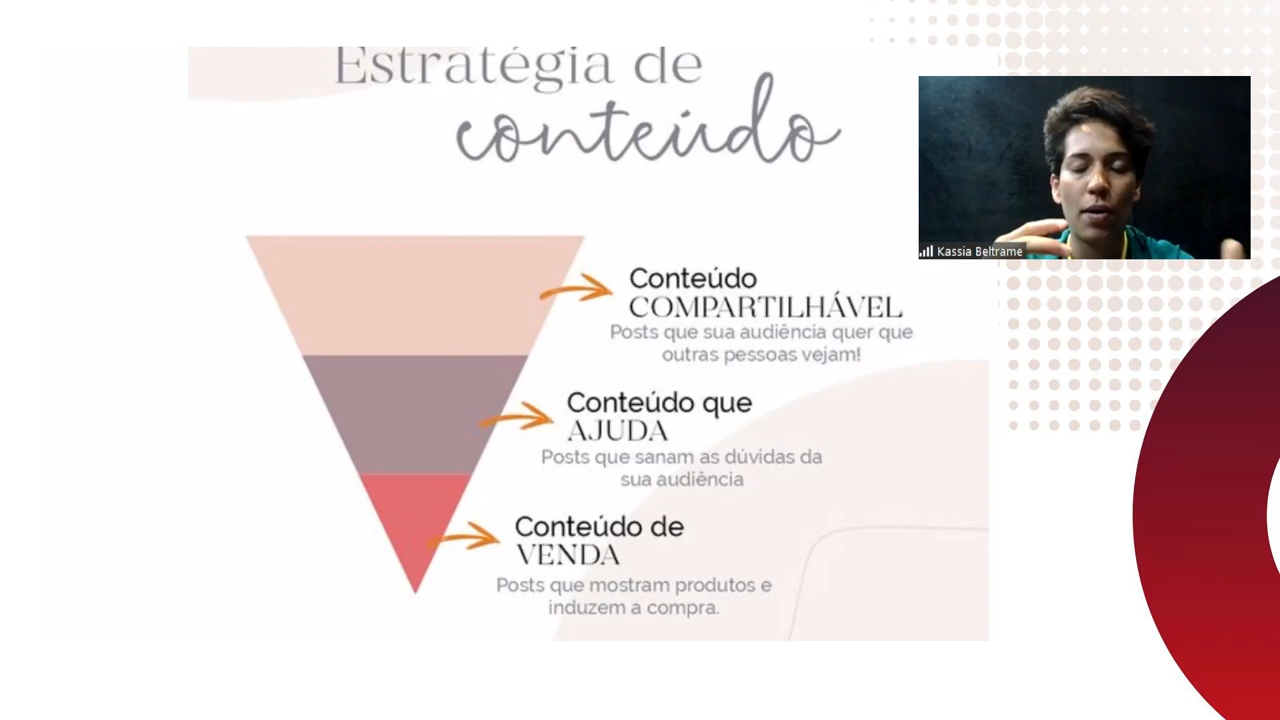 Estratégia de
conteúdo
Conteúdo
COMPARTILHÁVEL
Posts que sua audiência quer que
outras pessoas vejam!
Conteúdo que
AJUDA
Posts que sanam as dúvidas da
sua audiência
Conteúdo de
VENDA
Posts que mostram produtos e
induzem a compra.
Kassia Beltrame